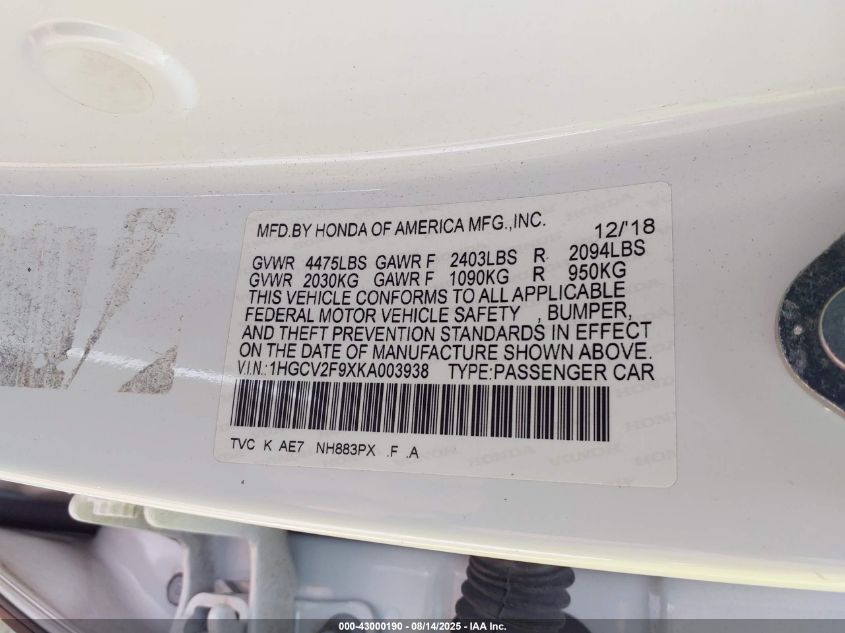 MFD.BY HONDA OF AMERICA MFG.,INC. 12/'18
GVWR 4475LBS GAWR F 2403LBS R 2094LBS
GVWR 2030KG GAWR F 1090KG R 950KG
THIS VEHICLE CONFORMS TO ALL APPLICABLE
FEDERAL MOTOR VEHICLE SAFETY , BUMPER,
AND THEFT PREVENTION STANDARDS IN EFFECT
ON THE DATE OF MANUFACTURE SHOWN ABOVE.
V.I.N.:1HGCV2F9XKA003938 TYPE:PASSENGER CAR
TVC K AE7 NH883PX .F .A
000-43000190 - 08/14/2025 - IAA Inc.